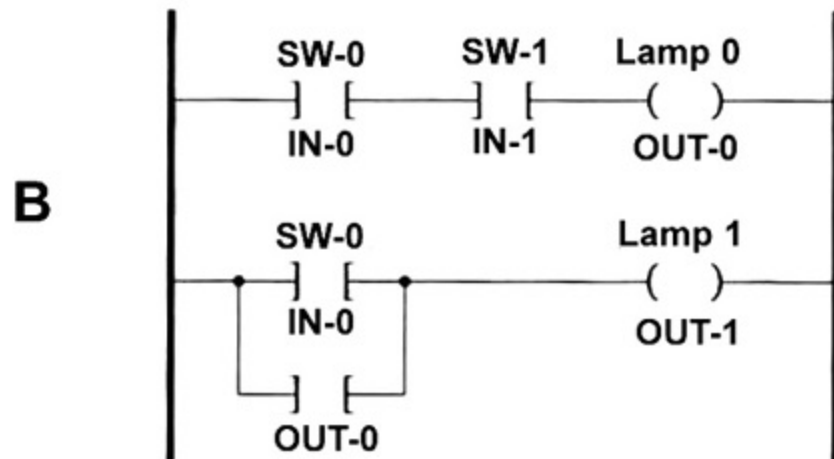 SW-0 SW-1 Lamp 0
IN-0 IN-1 OUT-0
B
SW-0 Lamp 1
IN-0 OUT-1
OUT-0